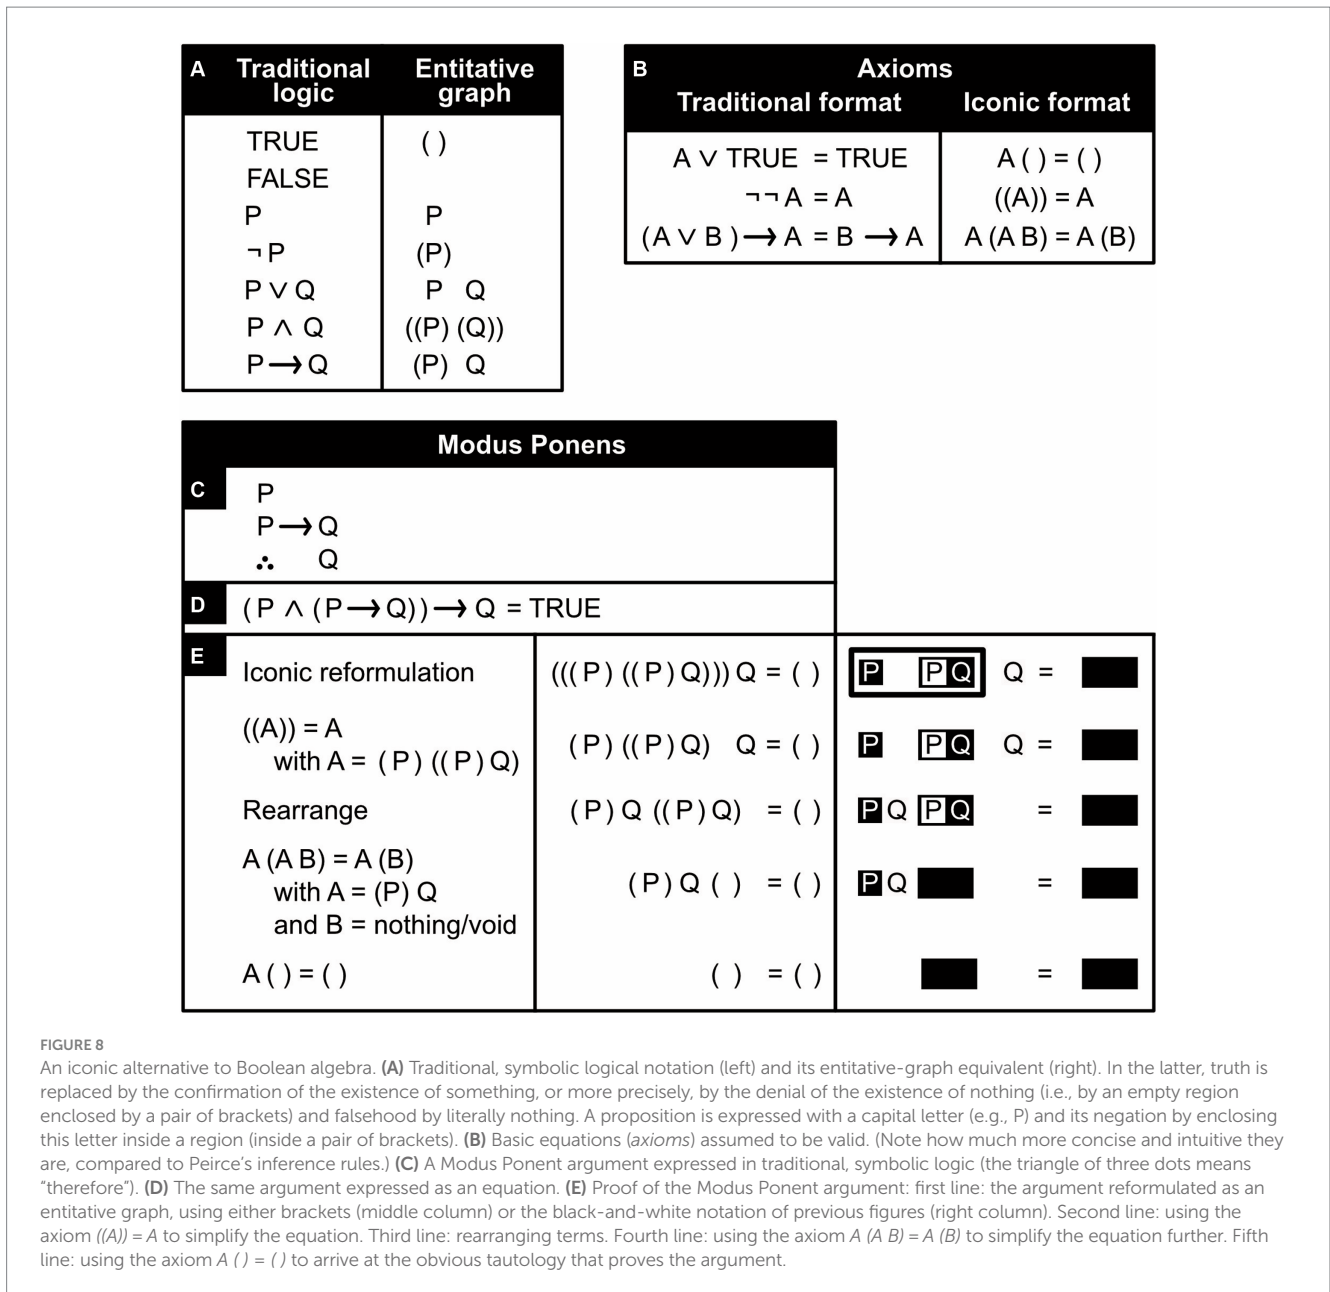 A Traditional logic Entitative graph
TRUE ( )
FALSE
P P
¬ P (P)
P ∨ Q P Q
P ∧ Q ((P) (Q))
P → Q (P) Q
B Axioms
Traditional format Iconic format
A ∨ TRUE = TRUE A ( ) = ( )
¬ ¬ A = A ((A)) = A
(A ∨ B ) → A = B → A A (A B) = A (B)
Modus Ponens
C P
P → Q
∴ Q
D ( P ∧ ( P → Q ) ) → Q = TRUE
E Iconic reformulation ((( P ) (( P ) Q ))) Q = ( ) P P Q Q =
((A)) = A
with A = ( P ) (( P ) Q) ( P ) (( P ) Q) Q = ( ) P P Q Q =
Rearrange ( P ) Q (( P ) Q) = ( ) P Q P Q =
A (A B) = A (B)
with A = (P) Q ( P ) Q ( ) = ( ) P Q =
and B = nothing/void
A ( ) = ( ) ( ) = ( ) =
FIGURE 8
An iconic alternative to Boolean algebra. (A) Traditional, symbolic logical notation (left) and its entitative-graph equivalent (right). In the latter, truth is
replaced by the confirmation of the existence of something, or more precisely, by the denial of the existence of nothing (i.e., by an empty region
enclosed by a pair of brackets) and falsehood by literally nothing. A proposition is expressed with a capital letter (e.g., P) and its negation by enclosing
this letter inside a region (inside a pair of brackets). (B) Basic equations (axioms) assumed to be valid. (Note how much more concise and intuitive they
are, compared to Peirce’s inference rules.) (C) A Modus Ponent argument expressed in traditional, symbolic logic (the triangle of three dots means
“therefore”). (D) The same argument expressed as an equation. (E) Proof of the Modus Ponent argument: first line: the argument reformulated as an
entitative graph, using either brackets (middle column) or the black-and-white notation of previous figures (right column). Second line: using the
axiom ((A)) = A to simplify the equation. Third line: rearranging terms. Fourth line: using the axiom A (A B) = A (B) to simplify the equation further. Fifth
line: using the axiom A ( ) = ( ) to arrive at the obvious tautology that proves the argument.